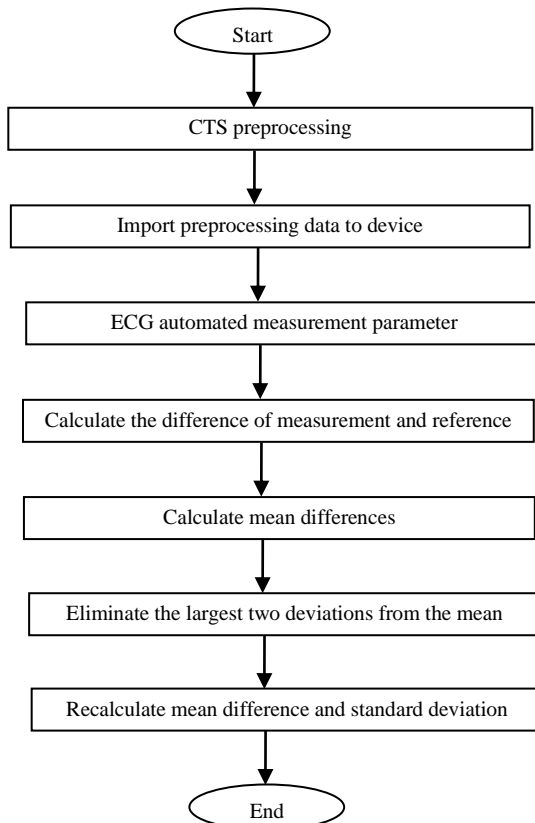 Start
CTS preprocessing
Import preprocessing data to device
ECG automated measurement parameter
Calculate the difference of measurement and reference
Calculate mean differences
Eliminate the largest two deviations from the mean
Recalculate mean difference and standard deviation
End